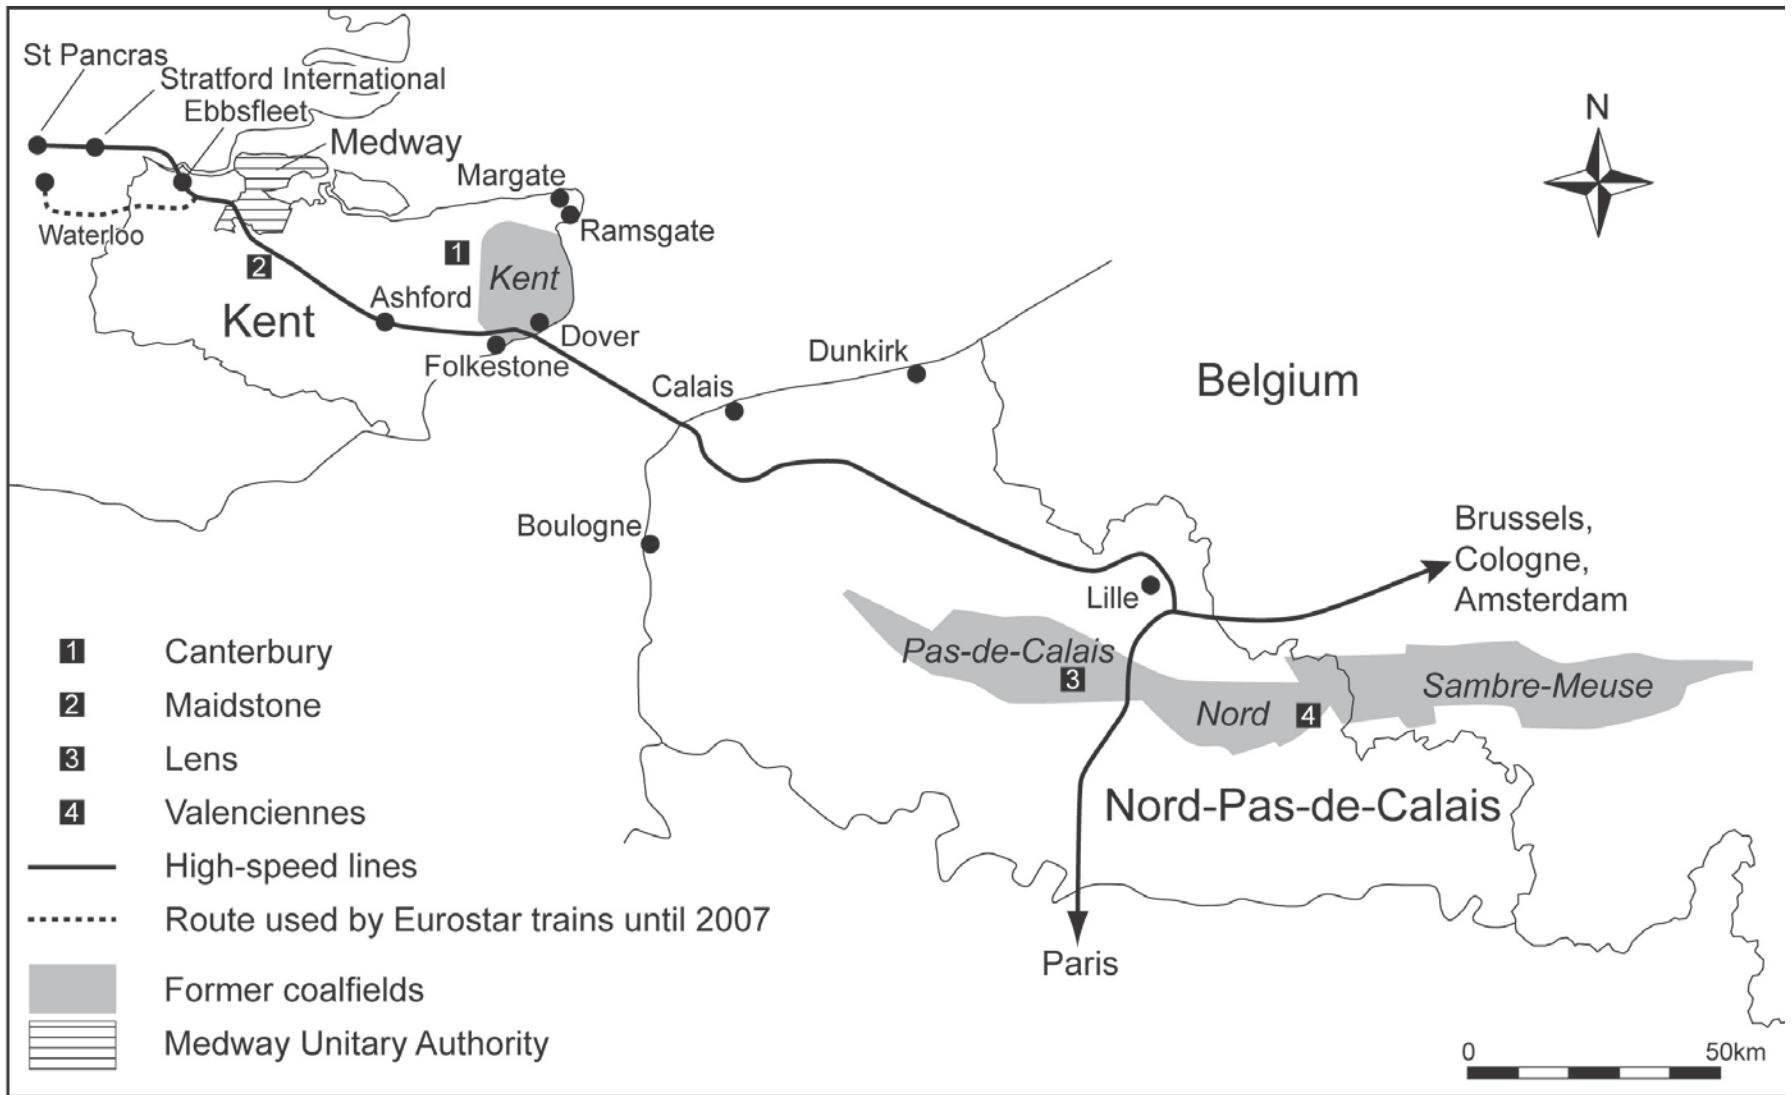 St Pancras
Stratford International
Ebbsfleet
Medway
N
Margate
Ramsgate
Waterloo
1
2
Kent
Ashford
Kent
Dover
Folkestone
Dunkirk
Calais
Belgium
Boulogne
Brussels,
Cologne,
Amsterdam
Lille
Pas-de-Calais
3
Nord
4
Sambre-Meuse
Nord-Pas-de-Calais
Paris
1 Canterbury
2 Maidstone
3 Lens
4 Valenciennes
High-speed lines
Route used by Eurostar trains until 2007
Former coalfields
Medway Unitary Authority
0 50km